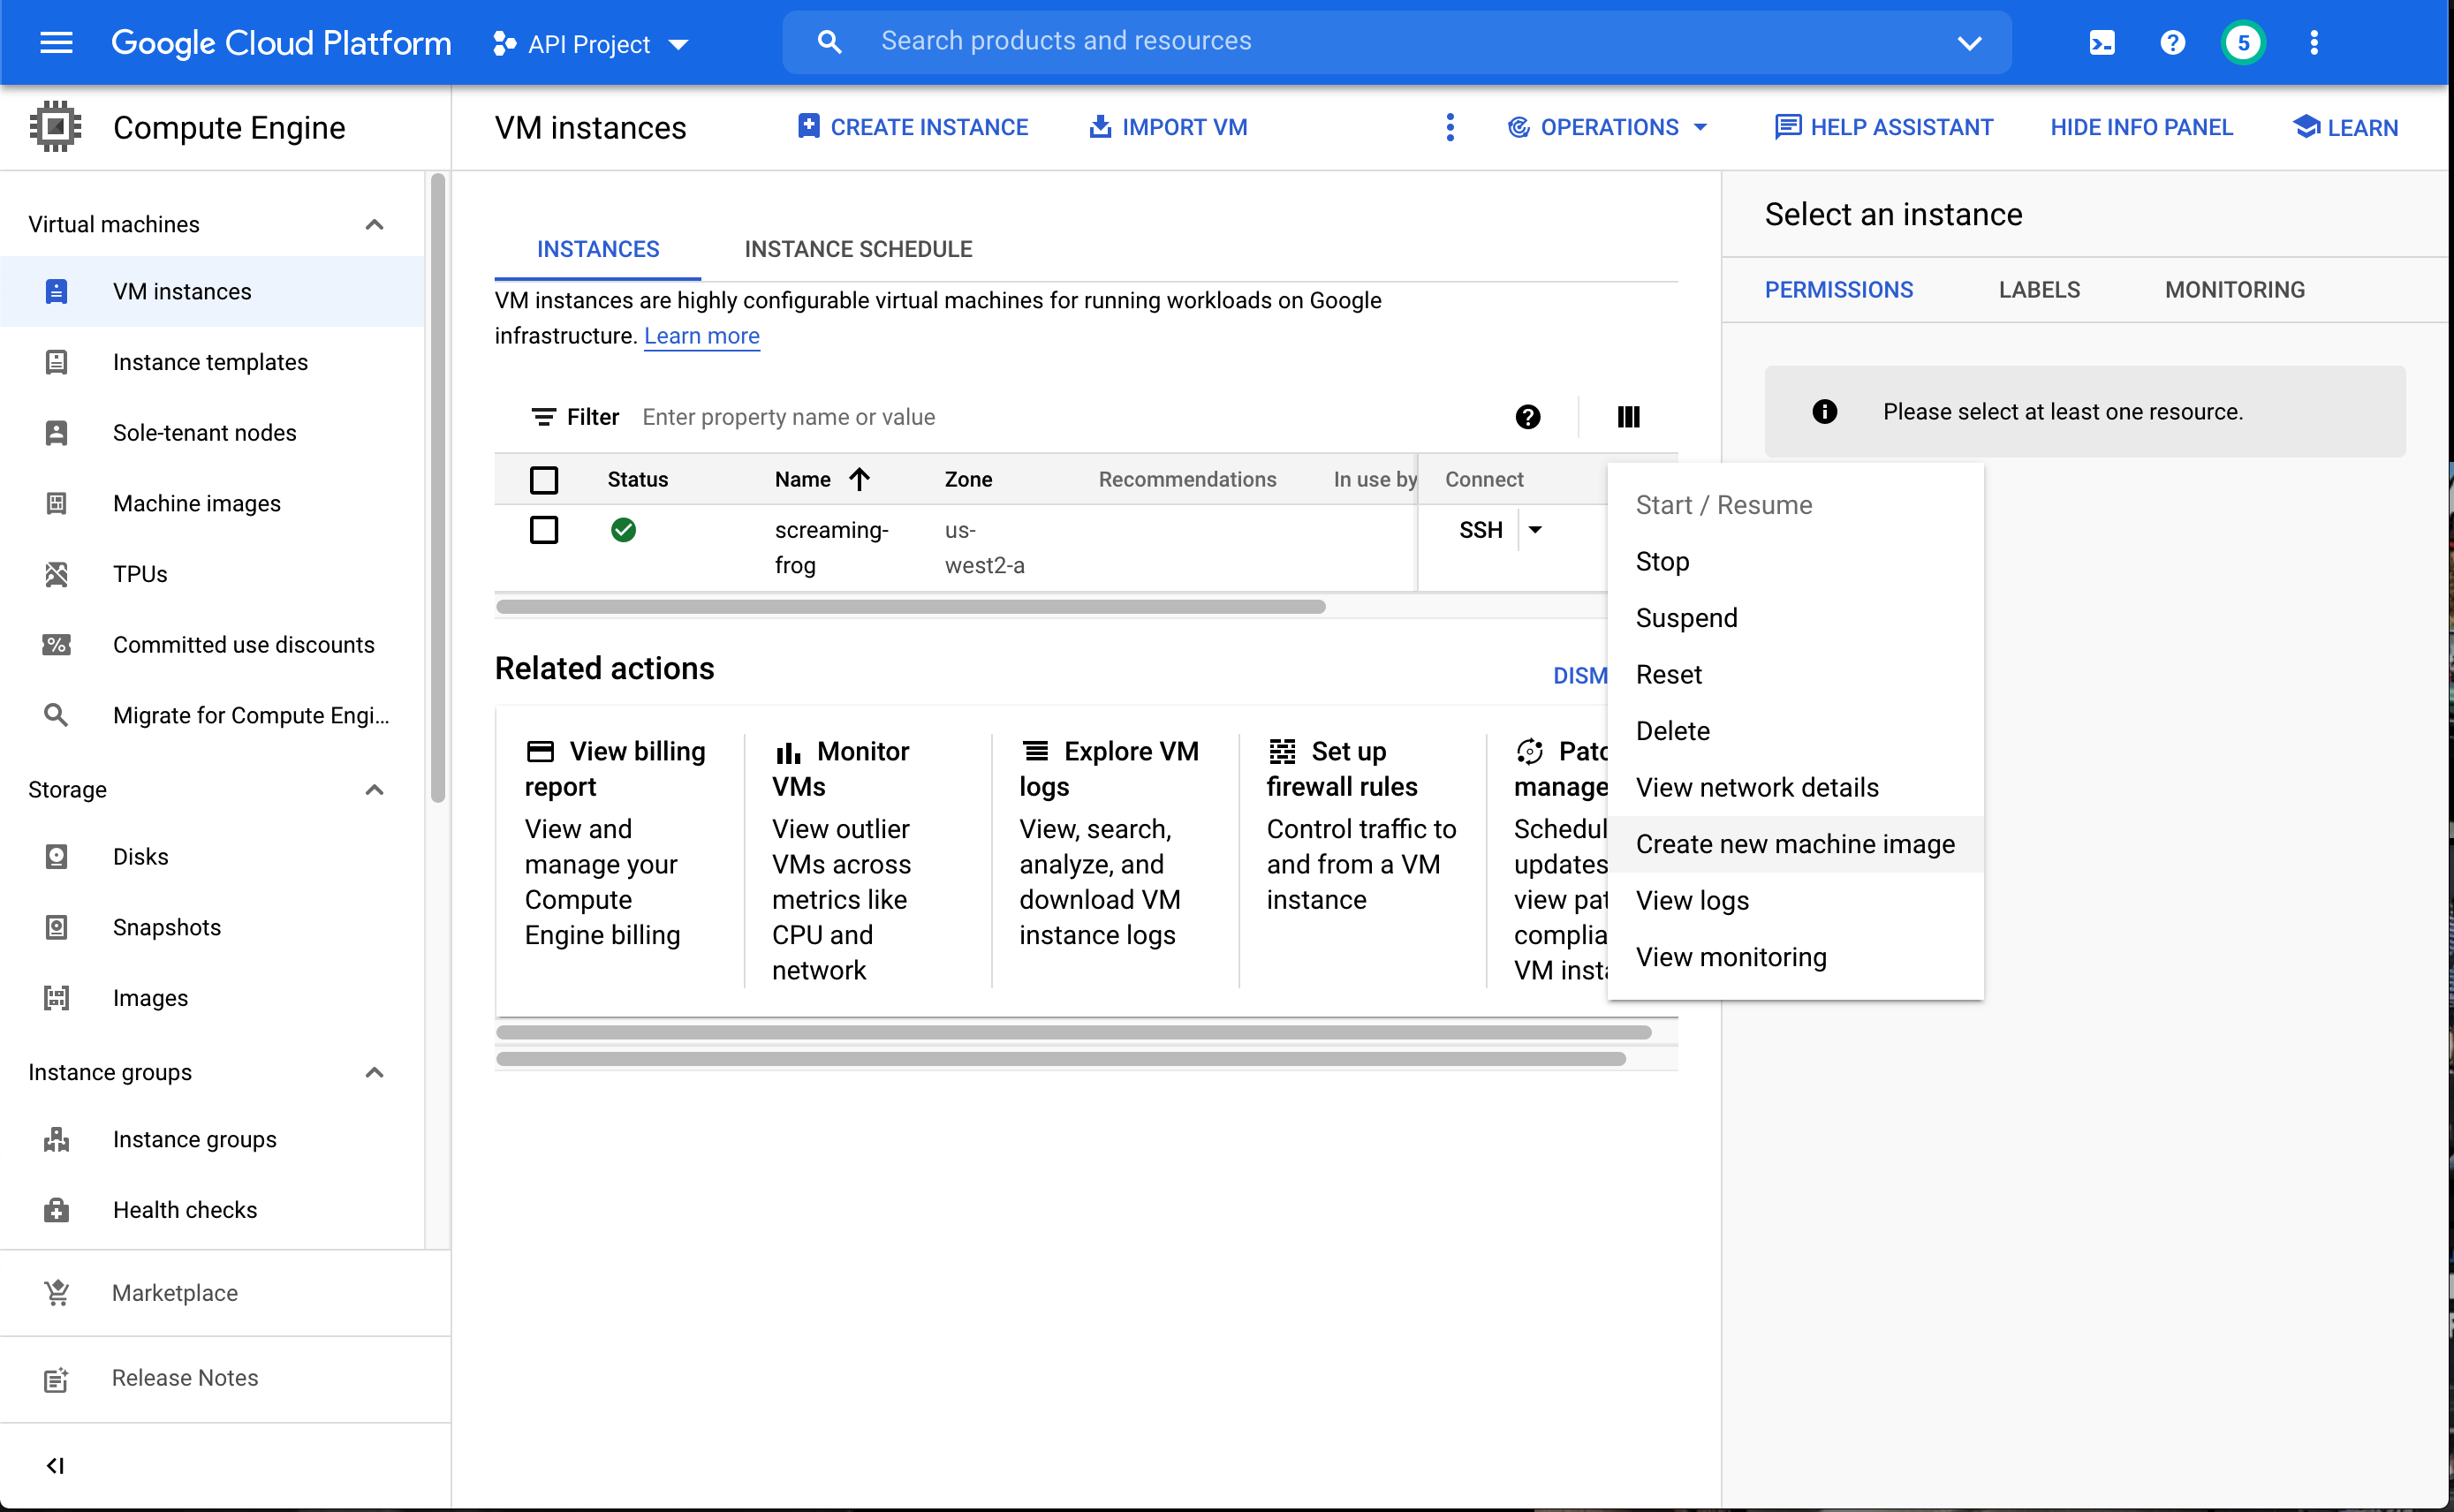 Google Cloud Platform
API Project
Search products and resources
5
Compute Engine
VM instances
CREATE INSTANCE
IMPORT VM
OPERATIONS
HELP ASSISTANT
HIDE INFO PANEL
LEARN
Virtual machines
VM instances
Instance templates
Sole-tenant nodes
Machine images
TPUs
Committed use discounts
Migrate for Compute Engi...
Storage
Disks
Snapshots
Images
Instance groups
Instance groups
Health checks
Marketplace
Release Notes
INSTANCES
INSTANCE SCHEDULE
VM instances are highly configurable virtual machines for running workloads on Google
infrastructure. Learn more
Filter
Enter property name or value
Status
Name
Zone
Recommendations
In use by
Connect
screaming-
frog
us-
west2-a
SSH
Related actions
DISM
View billing
report
View and
manage your
Compute
Engine billing
Monitor
VMs
View outlier
VMs across
metrics like
CPU and
network
Explore VM
logs
View, search,
analyze, and
download VM
instance logs
Set up
firewall rules
Control traffic to
and from a VM
instance
Patc
manage
Schedul
updates
view pat
complia
VM insta
Select an instance
PERMISSIONS
LABELS
MONITORING
Please select at least one resource.
Start / Resume
Stop
Suspend
Reset
Delete
View network details
Create new machine image
View logs
View monitoring